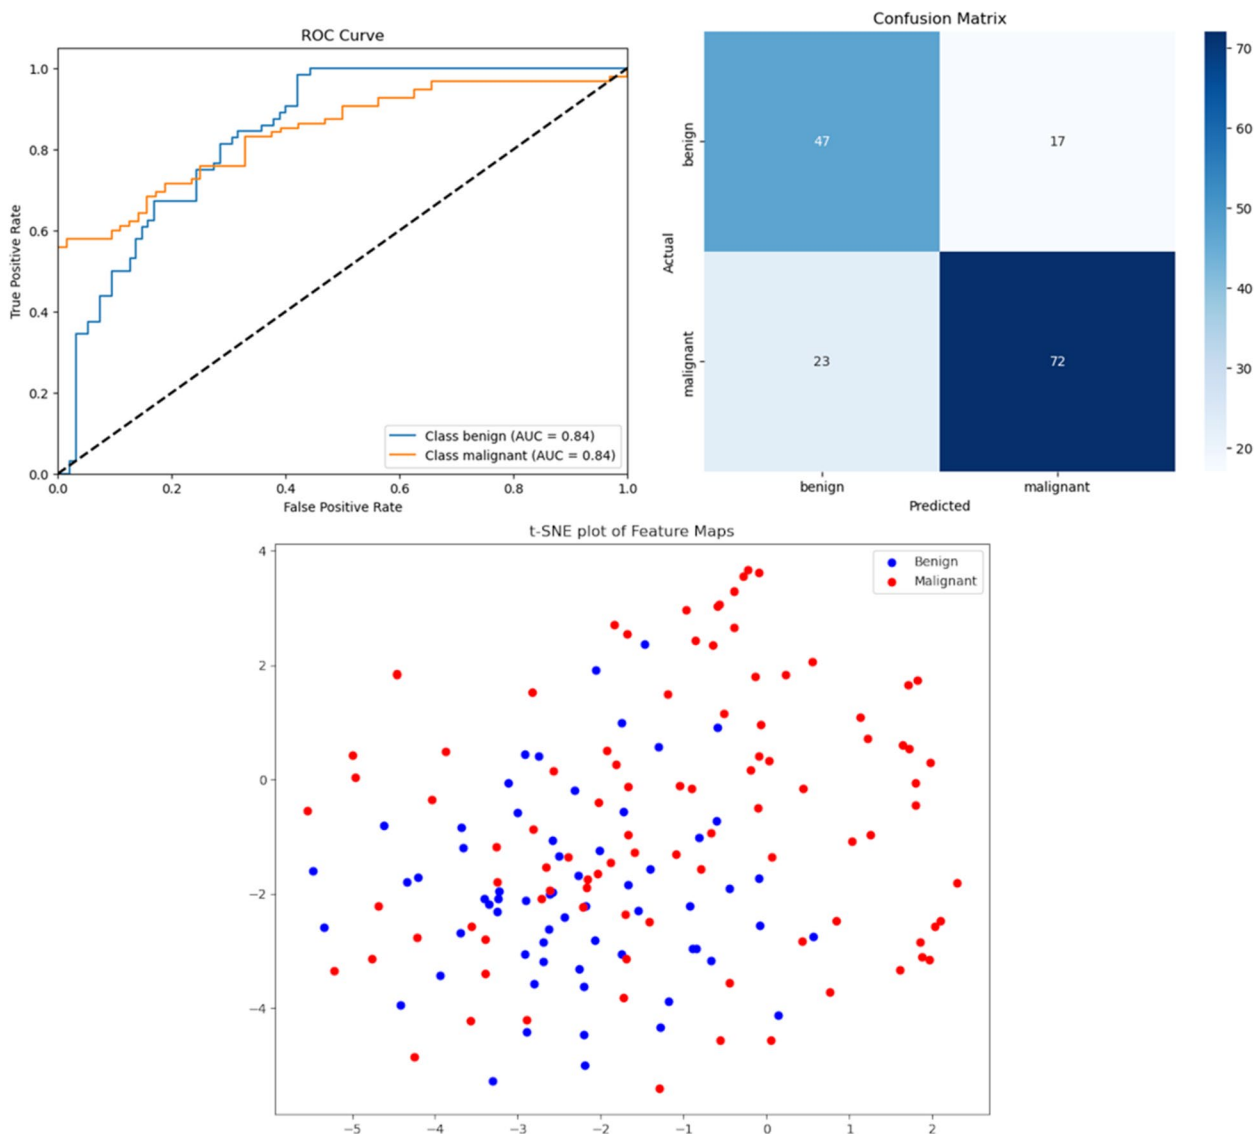 ROC Curve
1.0
0.8
0.6
0.4
0.2
0.0
True Positive Rate
0.0 0.2 0.4 0.6 0.8 1.0
False Positive Rate
Class benign (AUC = 0.84)
Class malignant (AUC = 0.84)
Confusion Matrix
benign
malignant
Actual
47 17
23 72
benign malignant
Predicted
70
60
50
40
30
20
t-SNE plot of Feature Maps
Benign
Malignant
4
2
0
−2
−4
−5 −4 −3 −2 −1 0 1 2